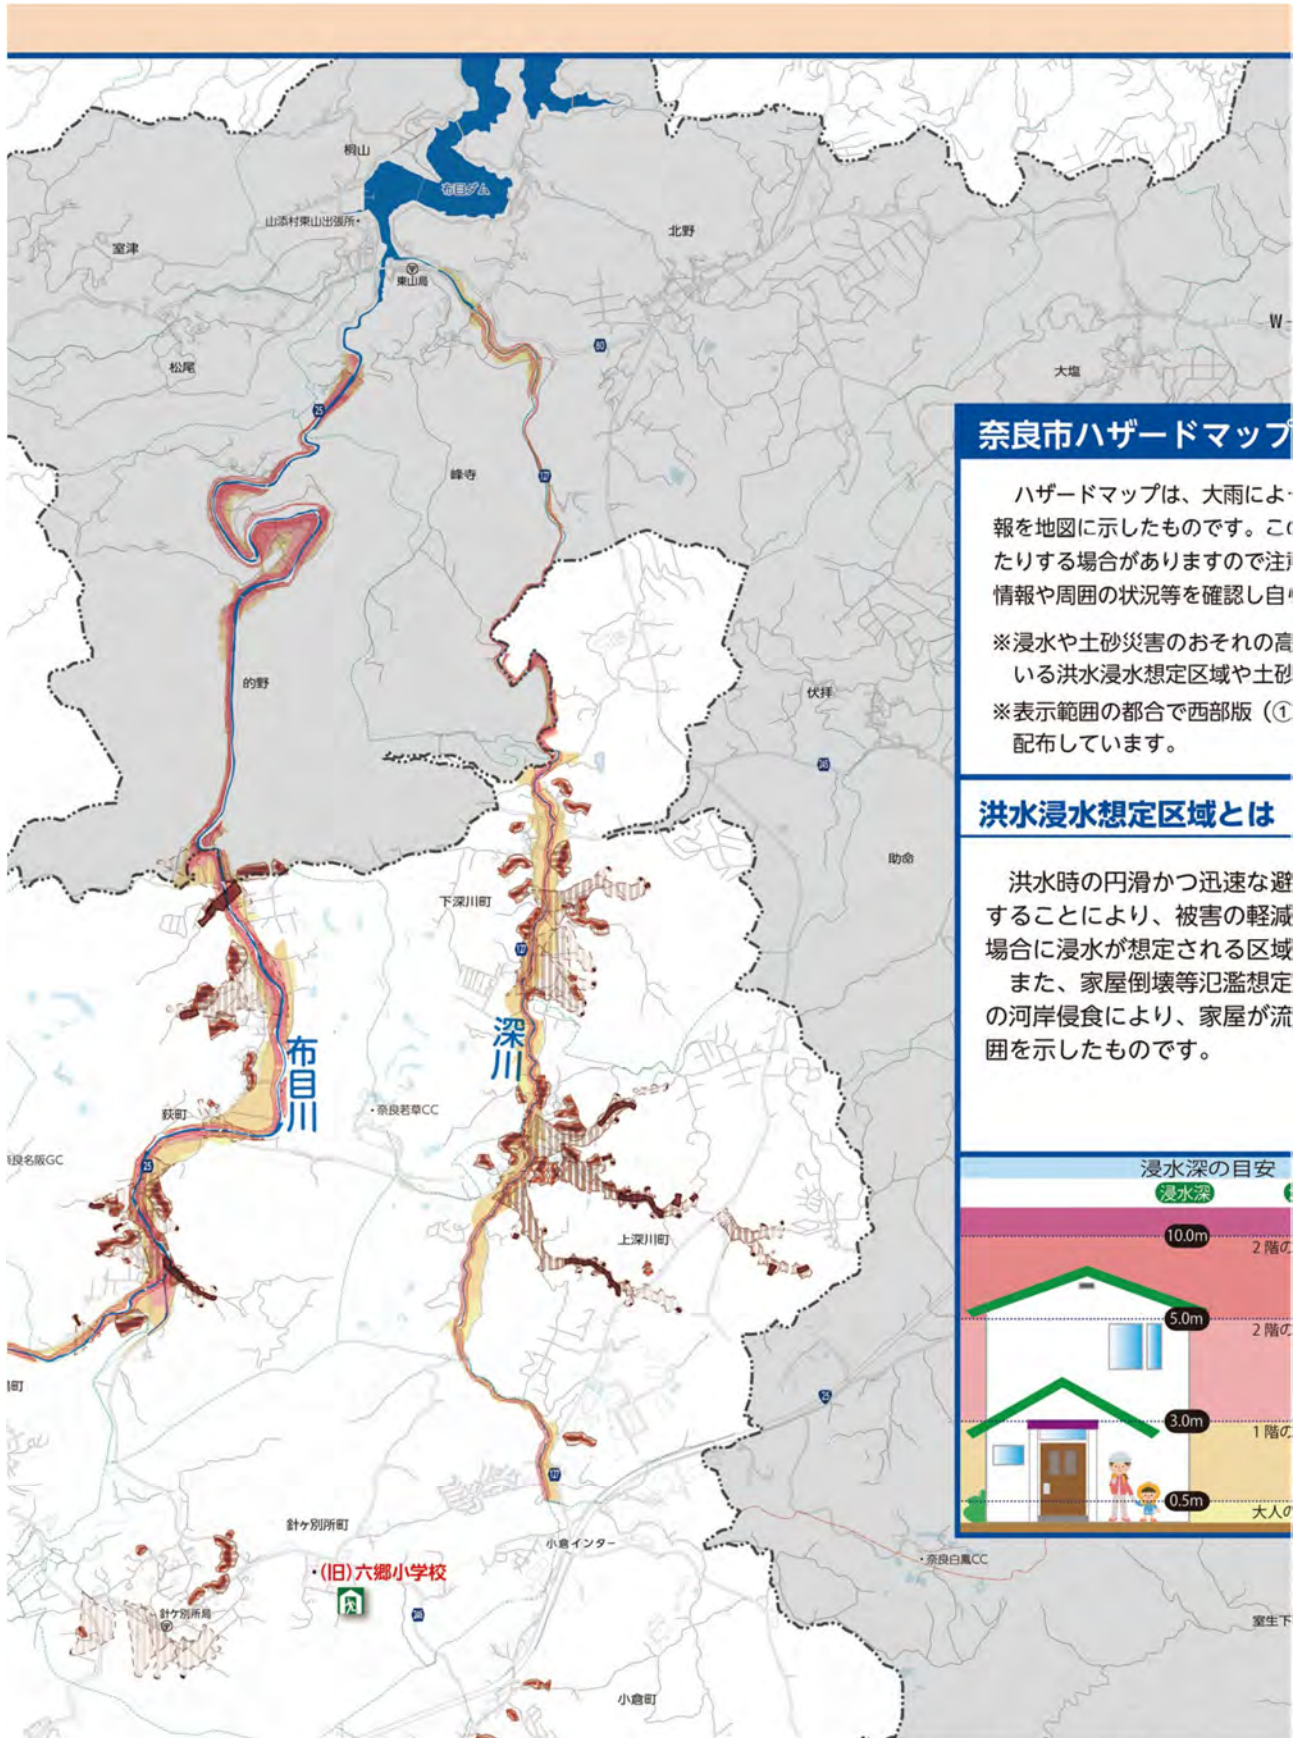 桐山
布目ダム
山添村東山出張所
室津
北野
東山局
W
80
松尾
大塩
25
奈良市ハザードマップ
峰寺
127
ハザードマップは、大雨によ
報を地図に示したものです。この
たりする場合がありますので注
情報や周囲の状況等を確認し自
※浸水や土砂災害のおそれの高
いる洪水浸水想定区域や土砂
※表示範囲の都合で西部版（①
配布しています。
的野
伏拝
洪水浸水想定区域とは
助命
洪水時の円滑かつ迅速な避
することにより、被害の軽減
場合に浸水が想定される区域
また、家屋倒壊等氾濫想定
の河岸侵食により、家屋が流
囲を示したものです。
下深川町
127
深川
布目川
荻町
・奈良若草CC
良名阪GC
25
浸水深の目安
浸水深
10.0m
2階の
5.0m
2階の
3.0m
1階の
0.5m
大人の
上深川町
町
25
127
針ヶ別所町
小倉インター
・(旧)六郷小学校
・奈良白鳳CC
針ケ別所局
室生下
小倉町